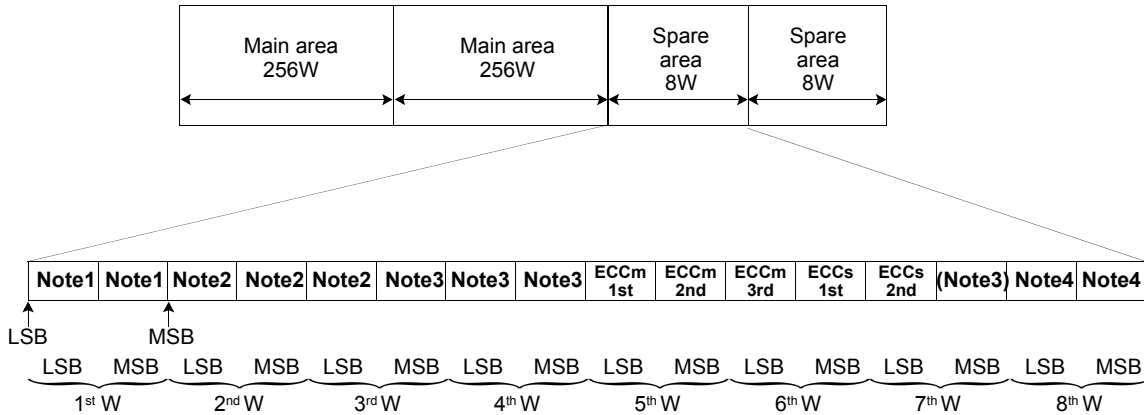 Main area
256W
Main area
256W
Spare
area
8W
Spare
area
8W
Note1 Note1 Note2 Note2 Note2 Note3 Note3 Note3 ECCm 1st ECCm 2nd ECCm 3rd ECCs 1st ECCs 2nd (Note3) Note4 Note4
LSB MSB
LSB MSB LSB MSB LSB MSB LSB MSB LSB MSB LSB MSB LSB MSB LSB MSB
1st W 2nd W 3rd W 4th W 5th W 6th W 7th W 8th W